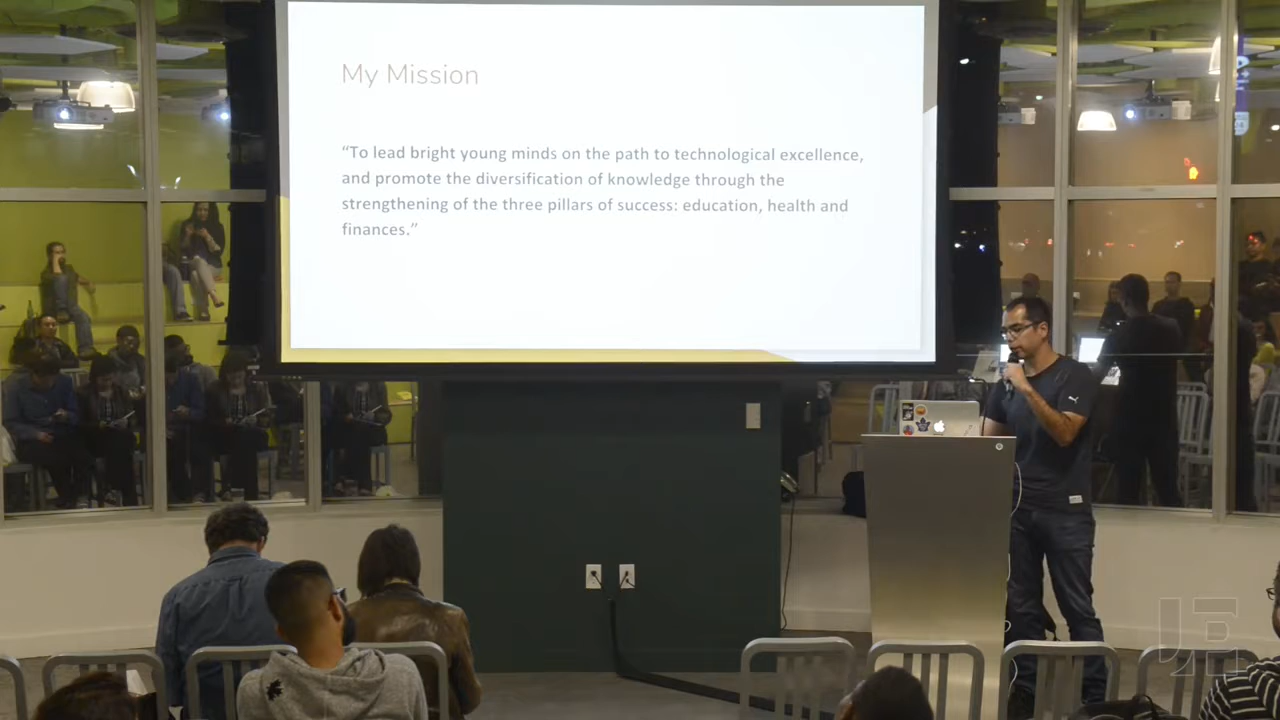 My Mission
“To lead bright young minds on the path to technological excellence,
and promote the diversification of knowledge through the
strengthening of the three pillars of success: education, health and
finances.”
JE